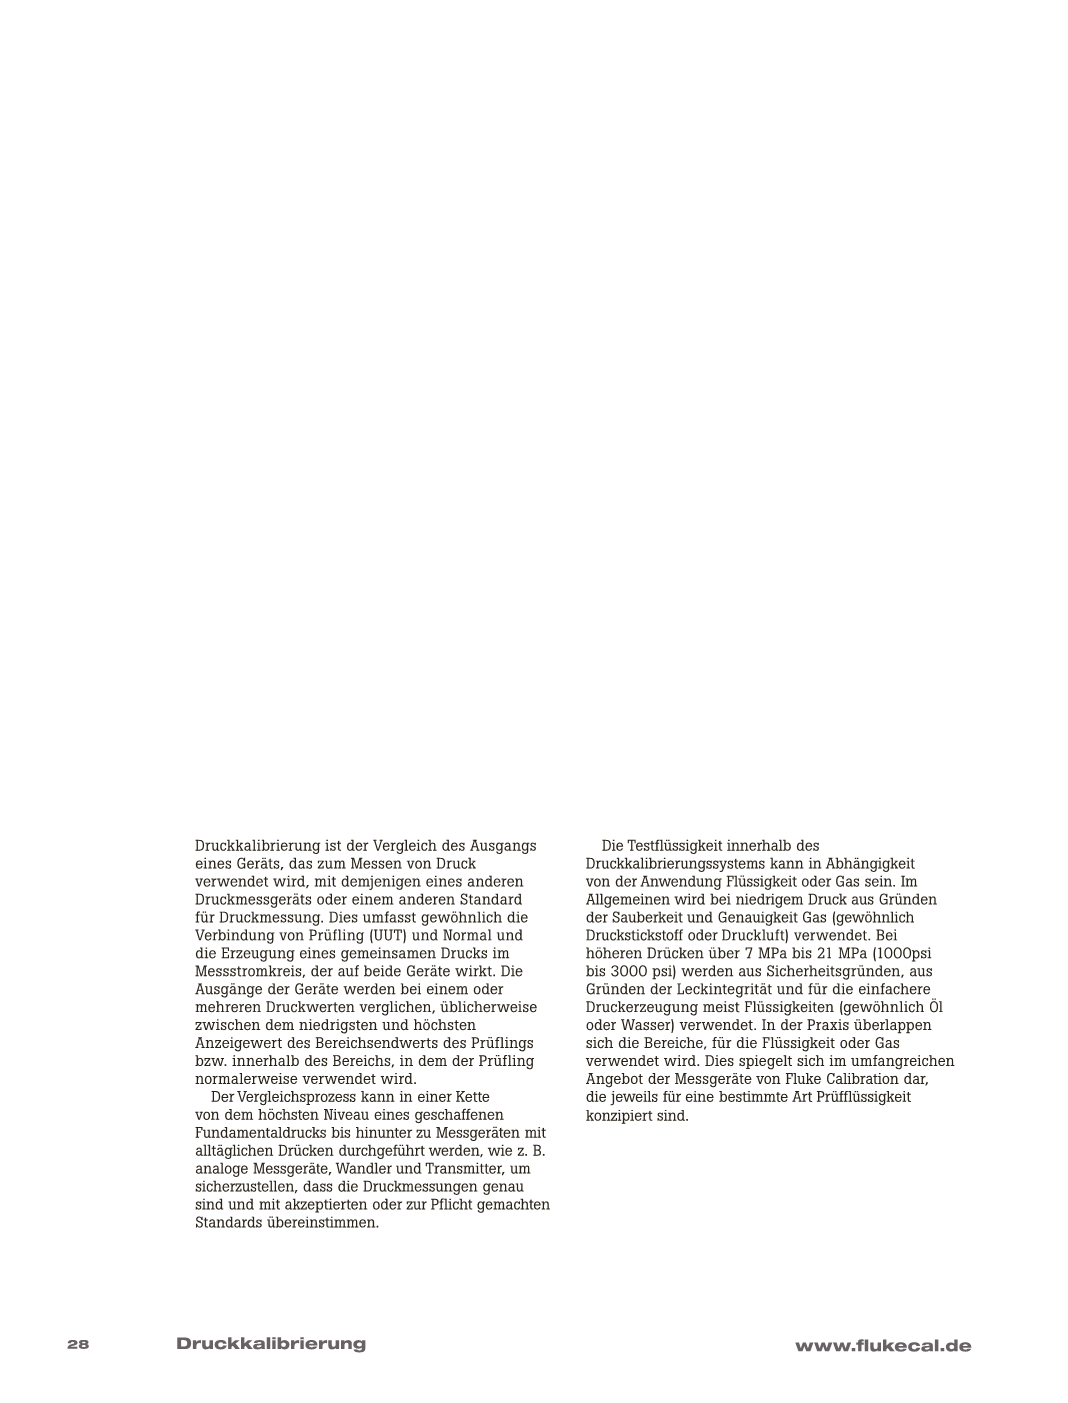 Druckkalibrierung ist der Vergleich des Ausgangs
eines Geräts, das zum Messen von Druck
verwendet wird, mit demjenigen eines anderen
Druckmessgeräts oder einem anderen Standard
für Druckmessung. Dies umfasst gewöhnlich die
Verbindung von Prüfling (UUT) und Normal und
die Erzeugung eines gemeinsamen Drucks im
Messstromkreis, der auf beide Geräte wirkt. Die
Ausgänge der Geräte werden bei einem oder
mehreren Druckwerten verglichen, üblicherweise
zwischen dem niedrigsten und höchsten
Anzeigewert des Bereichsendwerts des Prüflings
bzw. innerhalb des Bereichs, in dem der Prüfling
normalerweise verwendet wird.
Der Vergleichsprozess kann in einer Kette
von dem höchsten Niveau eines geschaffenen
Fundamentaldrucks bis hinunter zu Messgeräten mit
alltäglichen Drücken durchgeführt werden, wie z. B.
analoge Messgeräte, Wandler und Transmitter, um
sicherzustellen, dass die Druckmessungen genau
sind und mit akzeptierten oder zur Pflicht gemachten
Standards übereinstimmen.
Die Testflüssigkeit innerhalb des
Druckkalibrierungssystems kann in Abhängigkeit
von der Anwendung Flüssigkeit oder Gas sein. Im
Allgemeinen wird bei niedrigem Druck aus Gründen
der Sauberkeit und Genauigkeit Gas (gewöhnlich
Druckstickstoff oder Druckluft) verwendet. Bei
höheren Drücken über 7 MPa bis 21 MPa (1000psi
bis 3000 psi) werden aus Sicherheitsgründen, aus
Gründen der Leckintegrität und für die einfachere
Druckerzeugung meist Flüssigkeiten (gewöhnlich Öl
oder Wasser) verwendet. In der Praxis überlappen
sich die Bereiche, für die Flüssigkeit oder Gas
verwendet wird. Dies spiegelt sich im umfangreichen
Angebot der Messgeräte von Fluke Calibration dar,
die jeweils für eine bestimmte Art Prüfflüssigkeit
konzipiert sind.
28 Druckkalibrierung www.flukecal.de